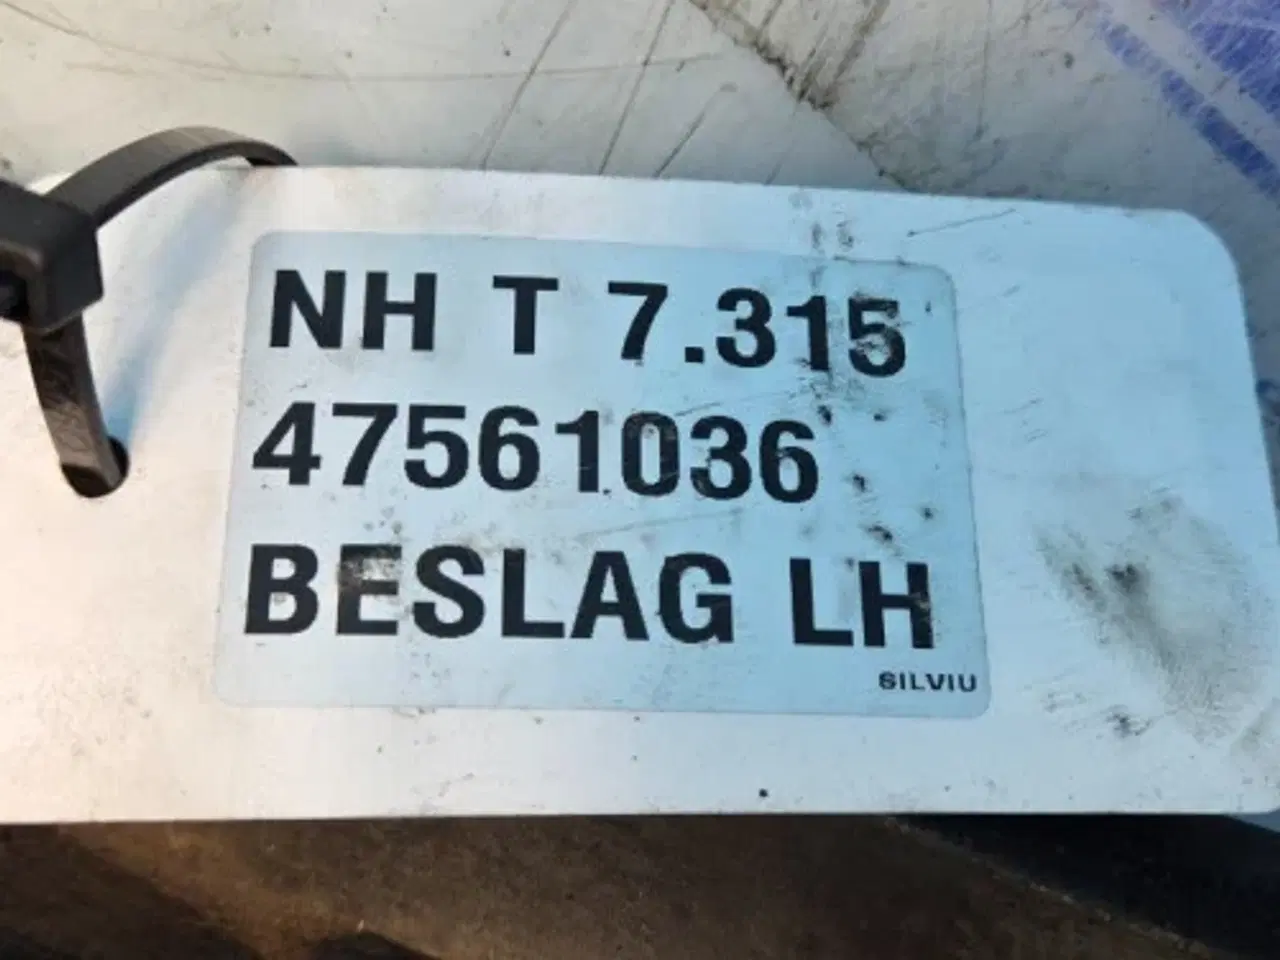 NH T 7.315
47561036
BESLAG LH
SILVIU